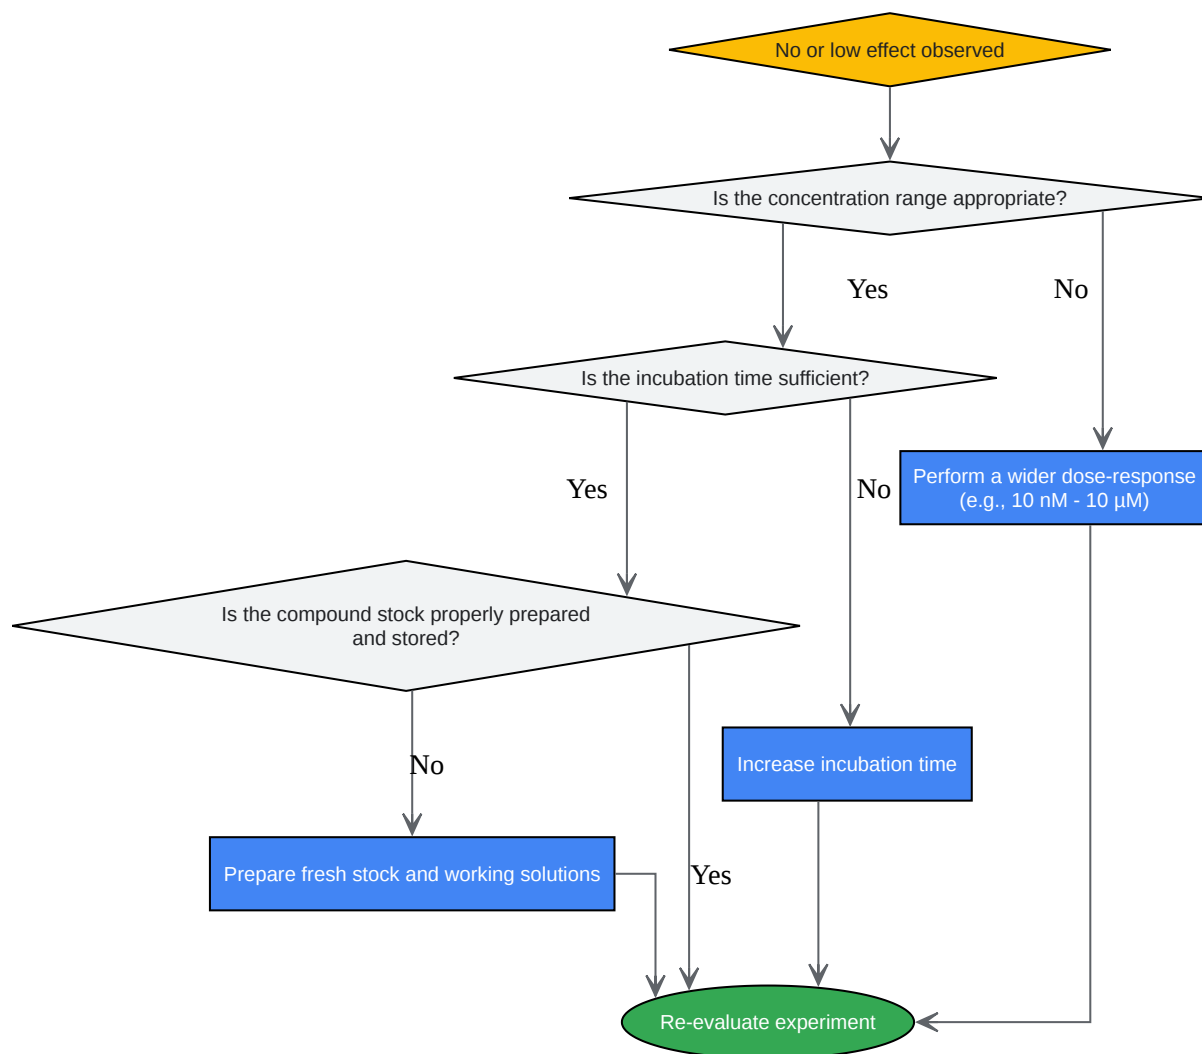 No or low effect observed
Is the concentration range appropriate?
Yes
No
Is the incubation time sufficient?
Yes
No
Perform a wider dose-response
(e.g., 10 nM - 10 µM)
Is the compound stock properly prepared
and stored?
No
Increase incubation time
Prepare fresh stock and working solutions
Yes
Re-evaluate experiment